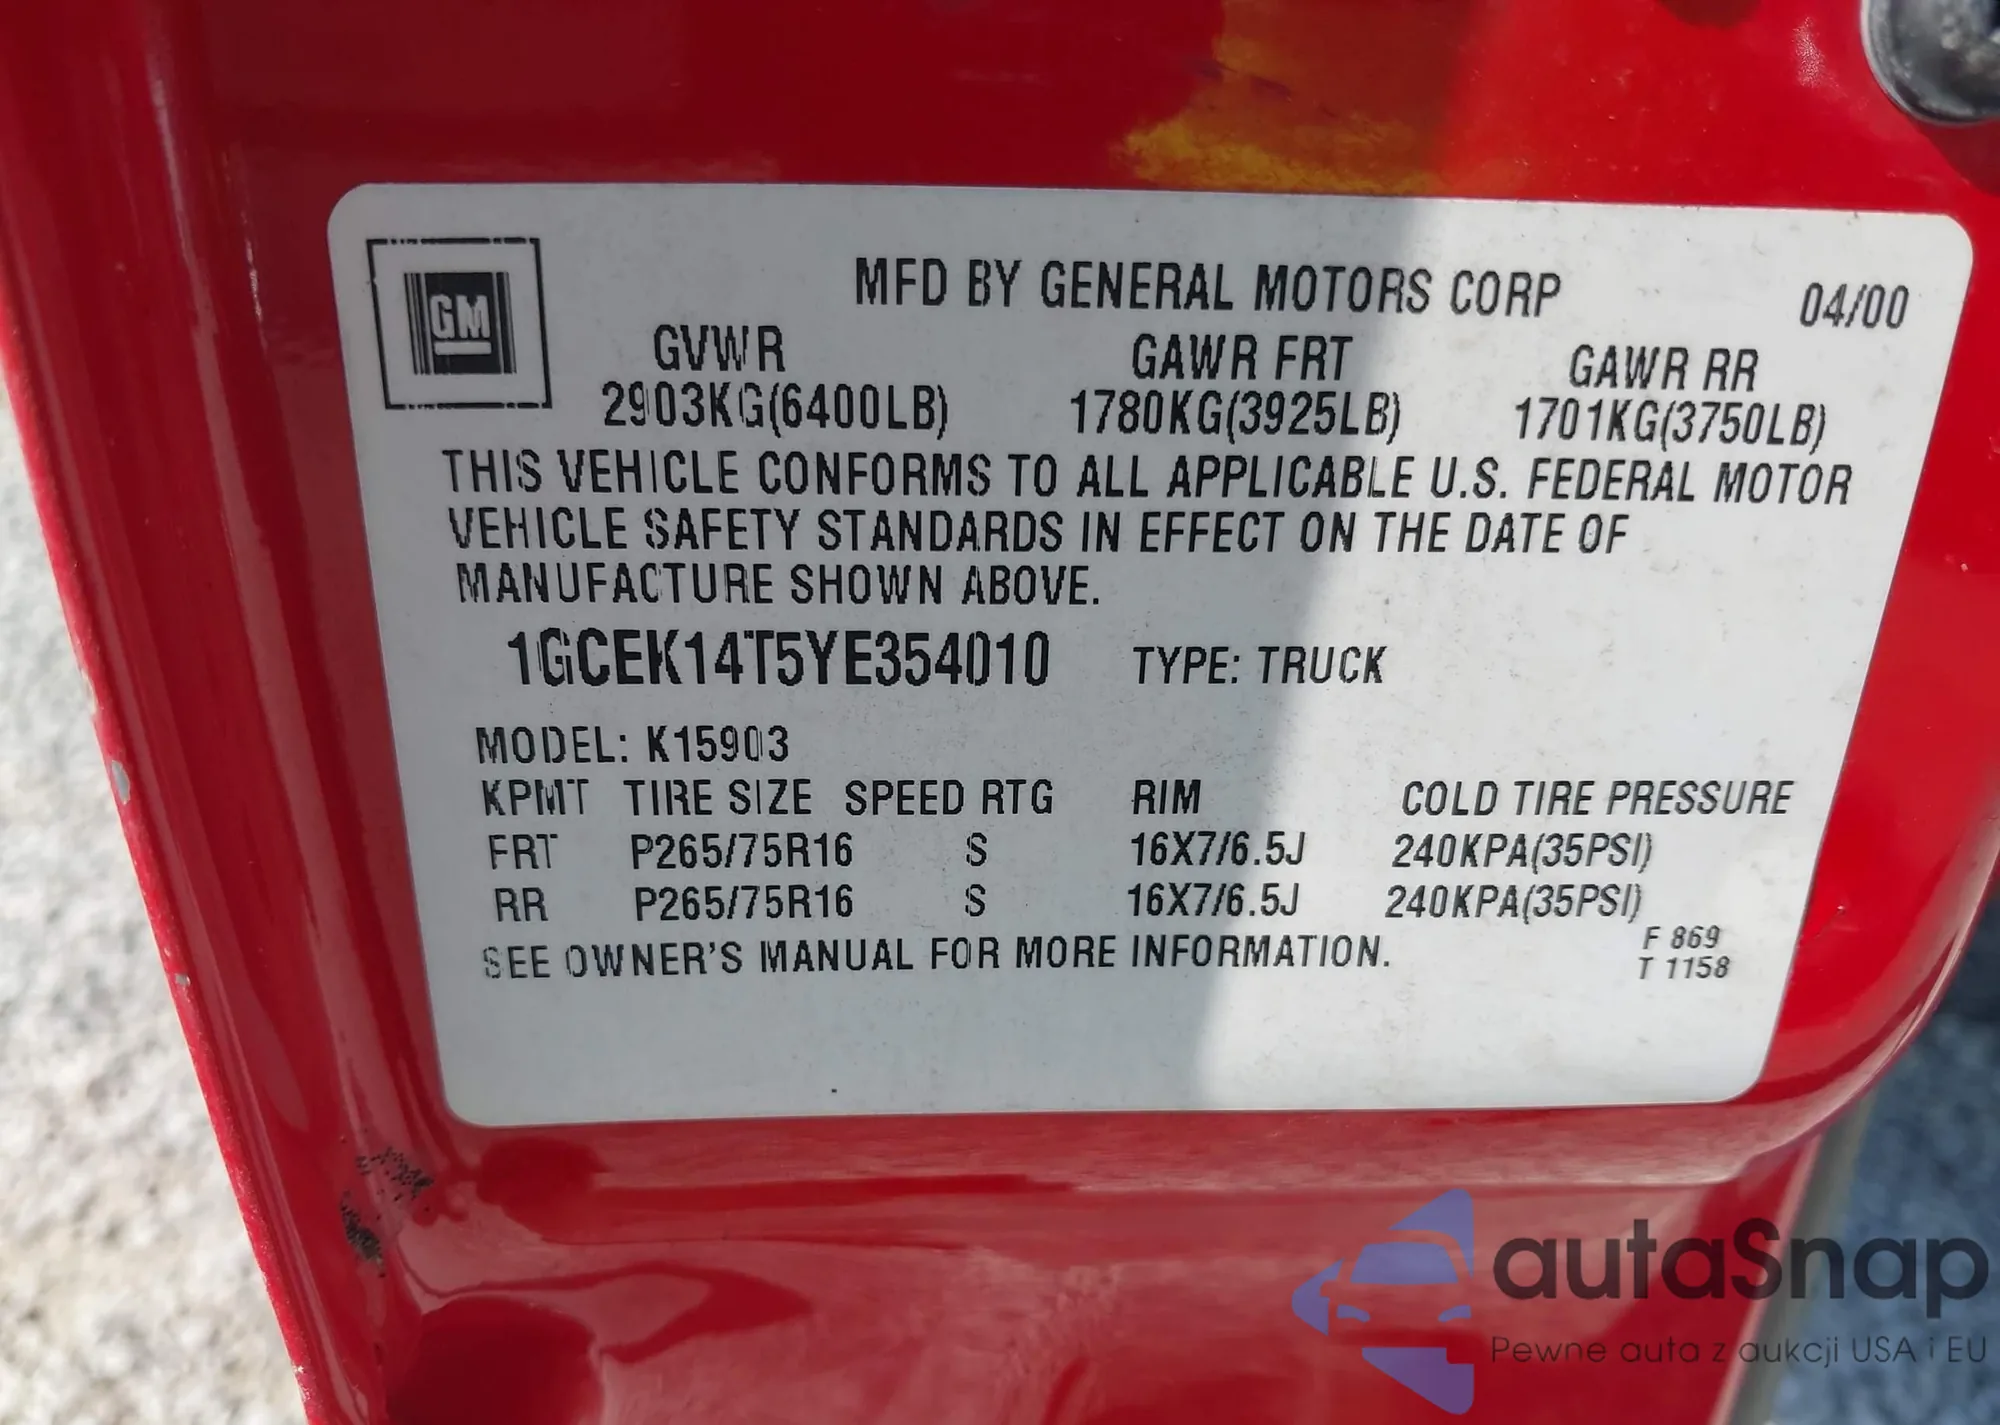 GM
MFD BY GENERAL MOTORS CORP 04/00
GVWR GAWR FRT GAWR RR
2903KG(6400LB) 1780KG(3925LB) 1701KG(3750LB)
THIS VEHICLE CONFORMS TO ALL APPLICABLE U.S. FEDERAL MOTOR
VEHICLE SAFETY STANDARDS IN EFFECT ON THE DATE OF
MANUFACTURE SHOWN ABOVE.
1GCEK14T5YE354010 TYPE: TRUCK
MODEL: K15903
KPMT TIRE SIZE SPEED RTG RIM COLD TIRE PRESSURE
FRT P265/75R16 S 16X7/6.5J 240KPA(35PSI)
RR P265/75R16 S 16X7/6.5J 240KPA(35PSI)
F 869
SEE OWNER'S MANUAL FOR MORE INFORMATION. T 1158
autaSnap
Pewne auta z aukcji USA i EU